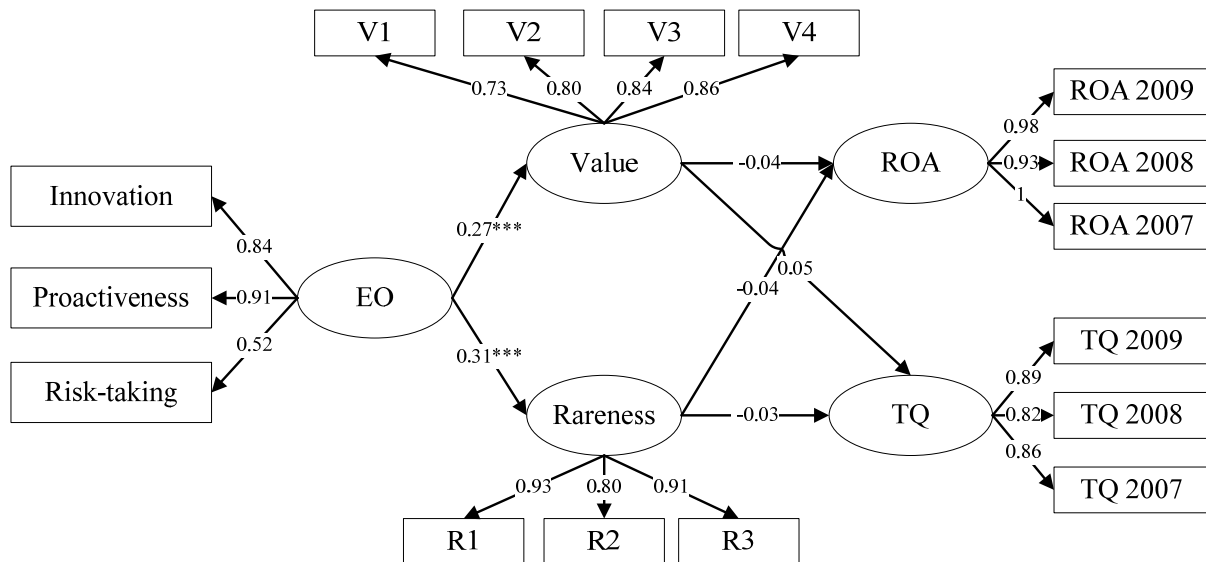 V1
V2
V3
V4
0.73
0.80
0.84
0.86
Value
Innovation
Proactiveness
Risk-taking
0.84
0.91
0.52
EO
0.27***
0.31***
-0.04
0.05
-0.04
-0.03
ROA
0.98
0.93
1
ROA 2009
ROA 2008
ROA 2007
Rareness
0.93
0.80
0.91
R1
R2
R3
TQ
0.89
0.82
0.86
TQ 2009
TQ 2008
TQ 2007